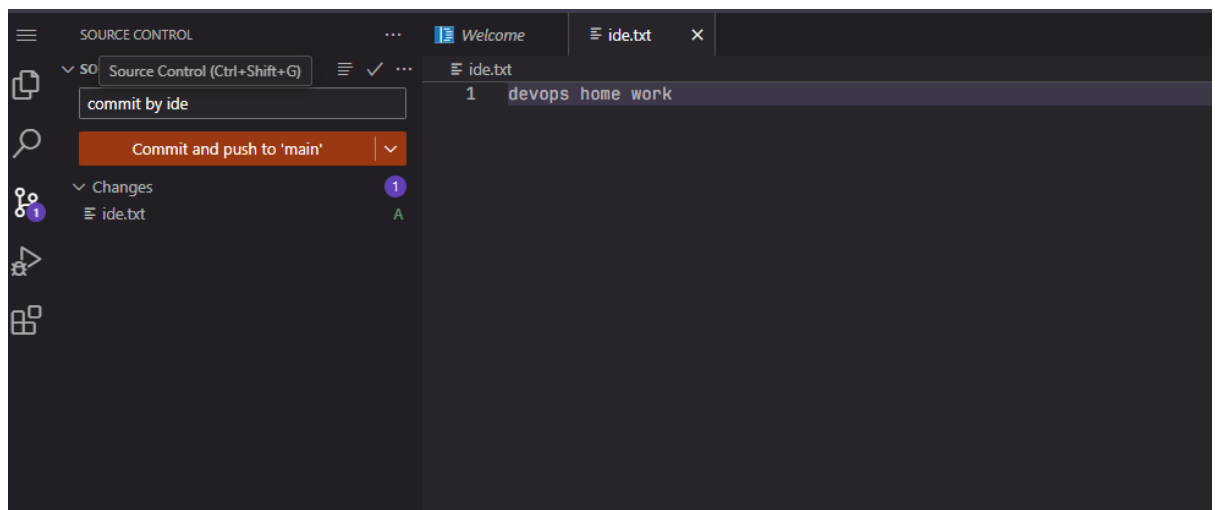 SOURCE CONTROL
SO Source Control (Ctrl+Shift+G)
commit by ide
Commit and push to 'main'
Changes 1
ide.txt A
1
Welcome
ide.txt
ide.txt
1 devops home work